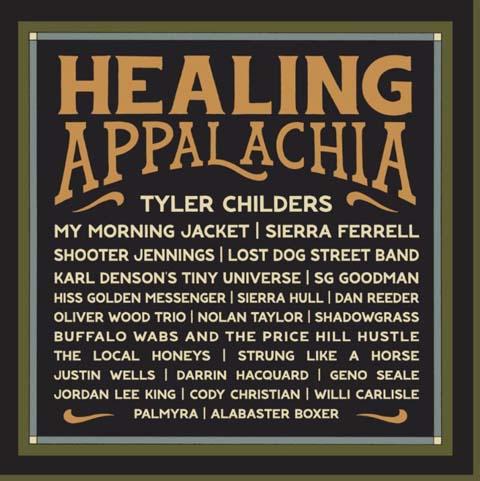 HEALING
APPALACHIA
TYLER CHILDERS
MY MORNING JACKET | SIERRA FERRELL
SHOOTER JENNINGS | LOST DOG STREET BAND
KARL DENSON'S TINY UNIVERSE | SG GOODMAN
HISS GOLDEN MESSENGER | SIERRA HULL | DAN REEDER
OLIVER WOOD TRIO | NOLAN TAYLOR | SHADOWGRASS
BUFFALO WABS AND THE PRICE HILL HUSTLE
THE LOCAL HONEYS | STRUNG LIKE A HORSE
JUSTIN WELLS | DARRIN HACQUARD | GENO SEALE
JORDAN LEE KING | CODY CHRISTIAN | WILLI CARLISLE
PALMYRA | ALABASTER BOXER